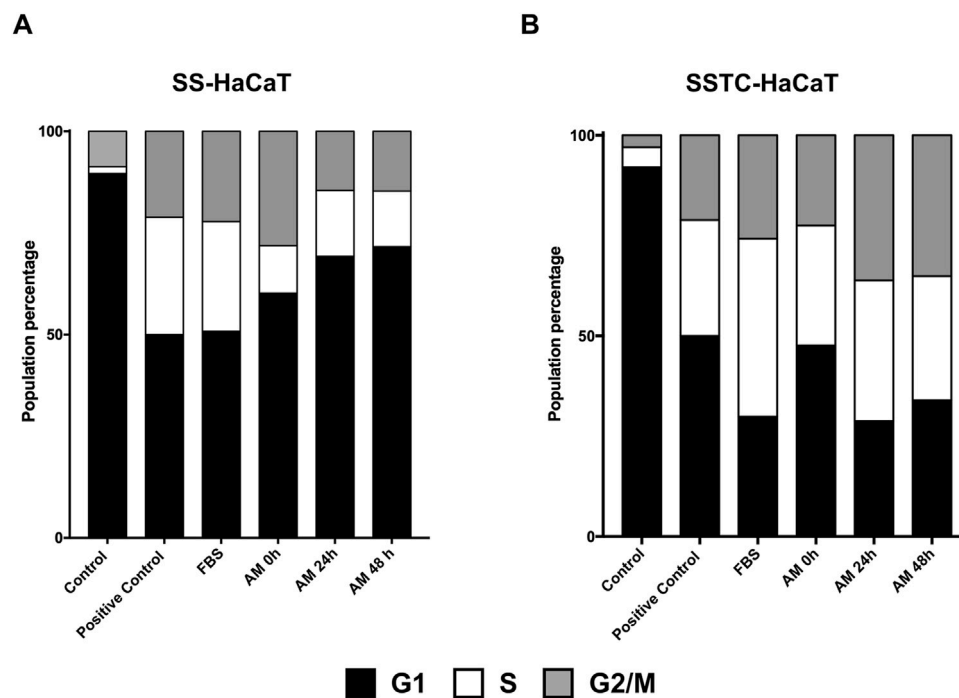 A
SS-HaCaT
Population percentage
100
50
0
Control
Positive Control
FBS
AM 0h
AM 24h
AM 48 h
B
SSTC-HaCaT
Population percentage
100
50
0
Control
Positive Control
FBS
AM 0h
AM 24h
AM 48h
G1 S G2/M